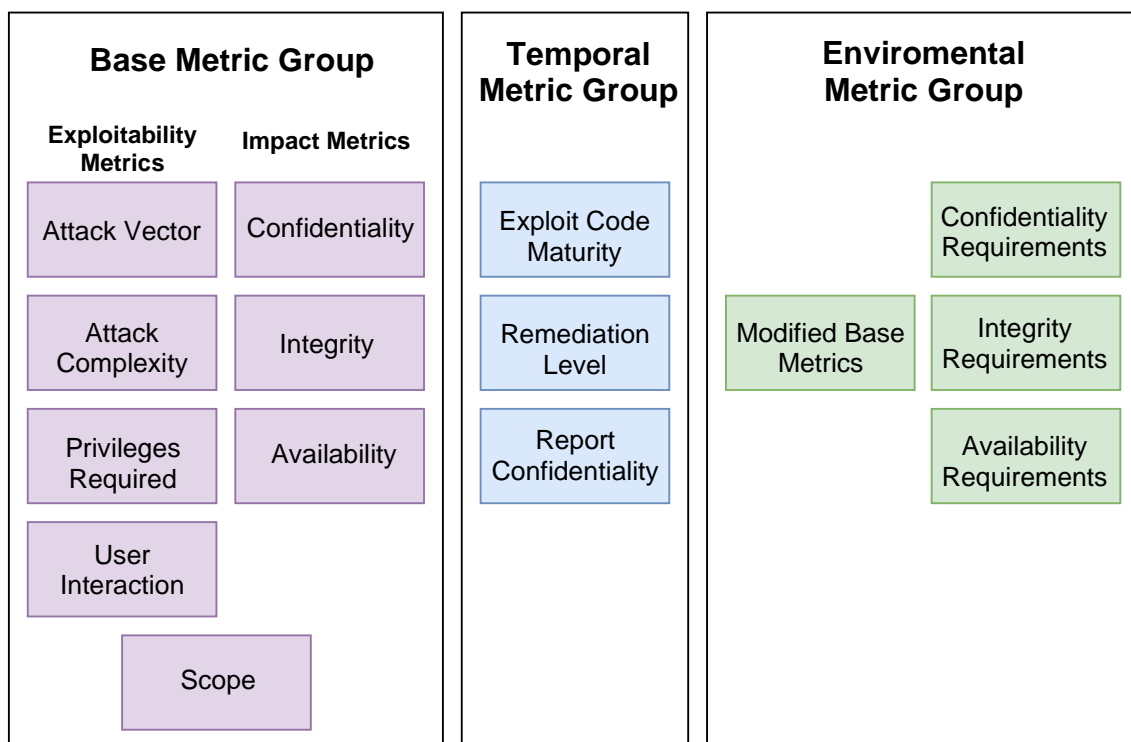 Base Metric Group
Exploitability
Metrics
Impact Metrics
Attack Vector
Confidentiality
Attack
Complexity
Integrity
Privileges
Required
Availability
User
Interaction
Scope
Temporal
Metric Group
Exploit Code
Maturity
Remediation
Level
Report
Confidentiality
Enviromental
Metric Group
Confidentiality
Requirements
Modified Base
Metrics
Integrity
Requirements
Availability
Requirements